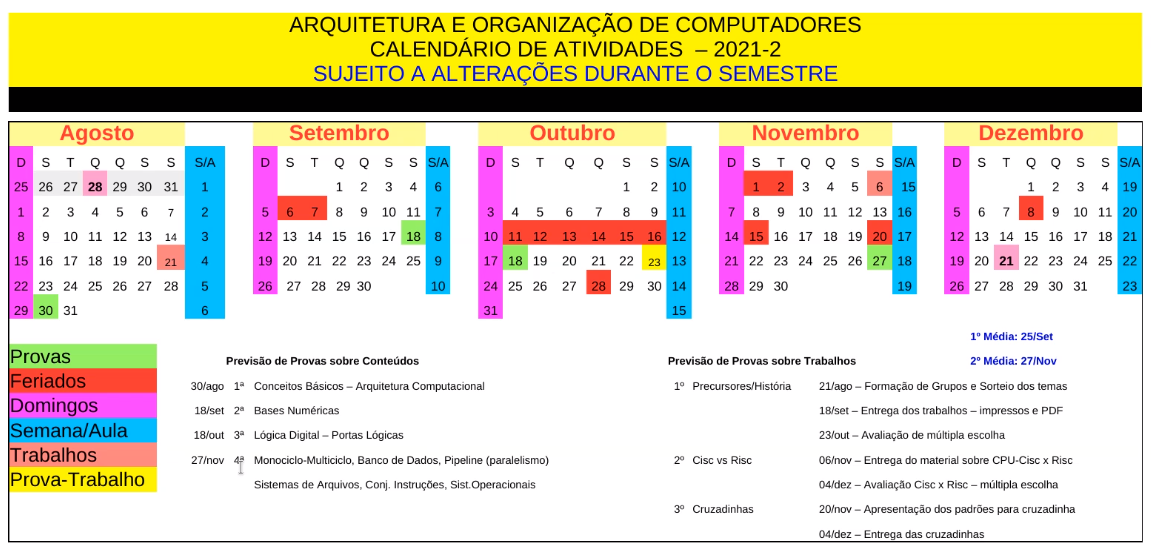 ARQUITETURA E ORGANIZAÇÃO DE COMPUTADORES
CALENDÁRIO DE ATIVIDADES – 2021-2
SUJEITO A ALTERAÇÕES DURANTE O SEMESTRE
Agosto Setembro Outubro Novembro Dezembro
D S T Q Q S S S/A D S T Q Q S S S/A D S T Q Q S S S/A D S T Q Q S S S/A D S T Q Q S S S/A
25 26 27 28 29 30 31 1 1 2 3 4 6 1 2 10 1 2 3 4 5 6 15 1 2 3 4 19
1 2 3 4 5 6 7 2 5 6 7 8 9 10 11 7 3 4 5 6 7 8 9 11 7 8 9 10 11 12 13 16 5 6 7 8 9 10 11 20
8 9 10 11 12 13 14 3 12 13 14 15 16 17 18 8 10 11 12 13 14 15 16 12 14 15 16 17 18 19 20 17 12 13 14 15 16 17 18 21
15 16 17 18 19 20 21 4 19 20 21 22 23 24 25 9 17 18 19 20 21 22 23 13 21 22 23 24 25 26 27 18 19 20 21 22 23 24 25 22
22 23 24 25 26 27 28 5 26 27 28 29 30 10 24 25 26 27 28 29 30 14 28 29 30 19 26 27 28 29 30 31 23
29 30 31 6 31 15
1º Média: 25/Set
Provas Previsão de Provas sobre Conteúdos Previsão de Provas sobre Trabalhos 2º Média: 27/Nov
Feriados 30/ago 1ª Conceitos Básicos – Arquitetura Computacional 1º Precursores/História 21/ago – Formação de Grupos e Sorteio dos temas
Domingos 18/set 2ª Bases Numéricas 18/set – Entrega dos trabalhos – impressos e PDF
Semana/Aula 18/out 3ª Lógica Digital – Portas Lógicas 23/out – Avaliação de múltipla escolha
Trabalhos 27/nov 4ª Monociclo-Multiciclo, Banco de Dados, Pipeline (paralelismo) 2º Cisc vs Risc 06/nov – Entrega do material sobre CPU-Cisc x Risc
Prova-Trabalho Sistemas de Arquivos, Conj. Instruções, Sist.Operacionais 04/dez – Avaliação Cisc x Risc – múltipla escolha
3º Cruzadinhas 20/nov – Apresentação dos padrões para cruzadinha
04/dez – Entrega das cruzadinhas